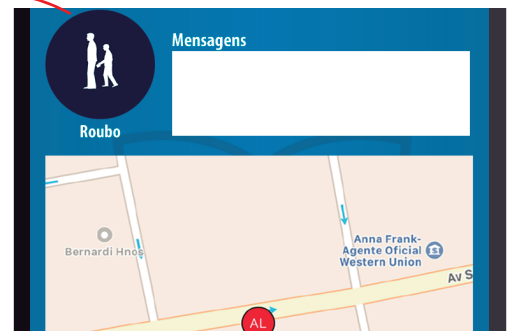 Mensagens
Roubo
Bernardi Hnos
Anna Frank-
Agente Oficial
Western Union
Av S
AL